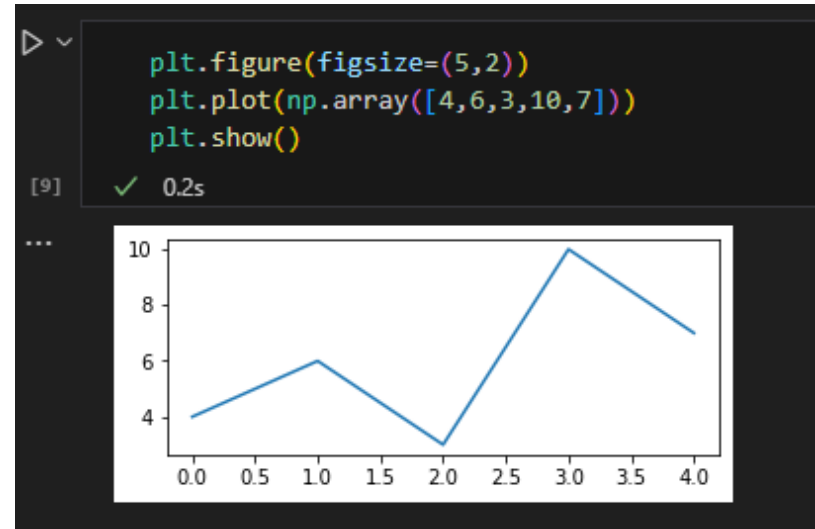 plt.figure(figsize=(5,2))
plt.plot(np.array([4,6,3,10,7]))
plt.show()
[9] ✓ 0.2s
...
10
8
6
4
0.0 0.5 1.0 1.5 2.0 2.5 3.0 3.5 4.0